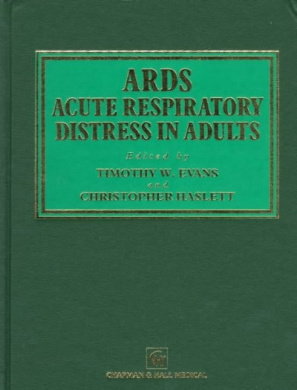 ARDS
ACUTE RESPIRATORY
DISTRESS IN ADULTS
Edited by
TIMOTHY W. EVANS
and
CHRISTOPHER HASLETT
CHAPMAN & HALL MEDICAL